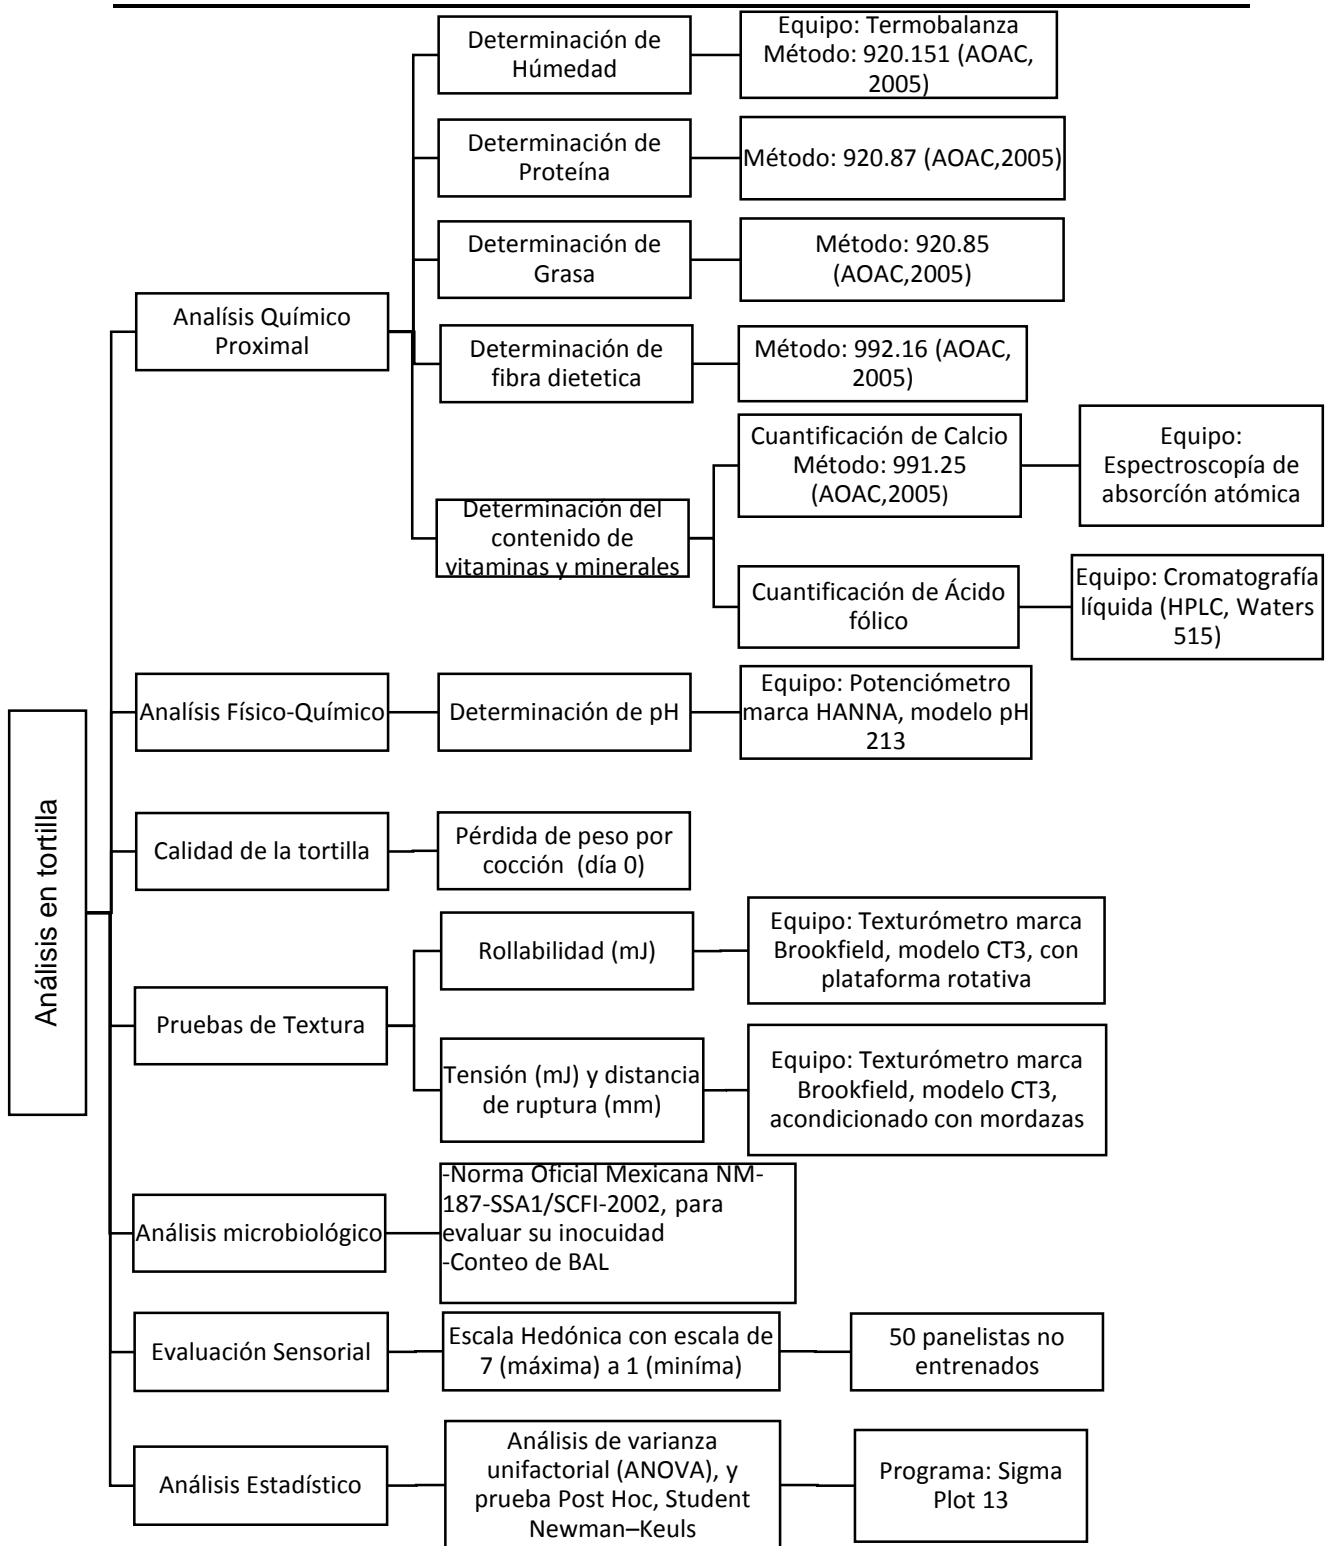 Determinación de
Húmedad
Equipo: Termobalanza
Método: 920.151 (AOAC,
2005)
Determinación de
Proteína
Método: 920.87 (AOAC,2005)
Determinación de
Grasa
Método: 920.85
(AOAC,2005)
Analísis Químico
Proximal
Determinación de
fibra dietetica
Método: 992.16 (AOAC,
2005)
Determinación del
contenido de
vitaminas y minerales
Cuantificación de Calcio
Método: 991.25
(AOAC,2005)
Equipo:
Espectroscopía de
absorcíón atómica
Cuantificación de Ácido
fólico
Equipo: Cromatografía
líquida (HPLC, Waters
515)
Análisis en tortilla
Analísis Físico-Químico
Determinación de pH
Equipo: Potenciómetro
marca HANNA, modelo pH
213
Calidad de la tortilla
Pérdida de peso por
cocción  (día 0)
Pruebas de Textura
Rollabilidad (mJ)
Equipo: Texturómetro marca
Brookfield, modelo CT3, con
plataforma rotativa
Tensión (mJ) y distancia
de ruptura (mm)
Equipo: Texturómetro marca
Brookfield, modelo CT3,
acondicionado con mordazas
Análisis microbiológico
-Norma Oficial Mexicana NM-
187-SSA1/SCFI-2002, para
evaluar su inocuidad
-Conteo de BAL
Evaluación Sensorial
Escala Hedónica con escala de
7 (máxima) a 1 (miníma)
50 panelistas no
entrenados
Análisis Estadístico
Análisis de varianza
unifactorial (ANOVA), y
prueba Post Hoc, Student
Newman–Keuls
Programa: Sigma
Plot 13